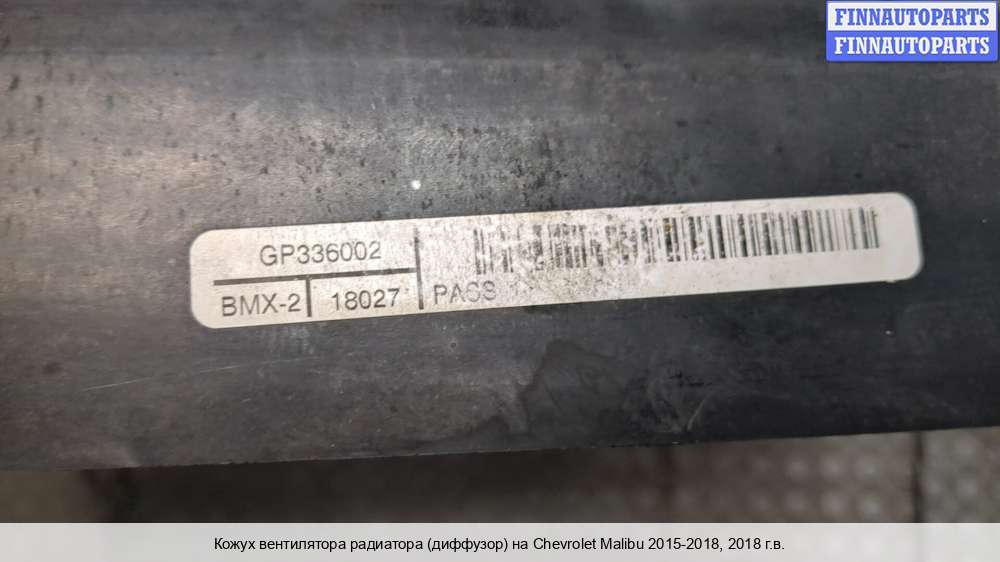 FINNAUTOPARTS
FINNAUTOPARTS
GP336002
BMX-2 18027 PASS
Кожух вентилятора радиатора (диффузор) на Chevrolet Malibu 2015-2018, 2018 г.в.